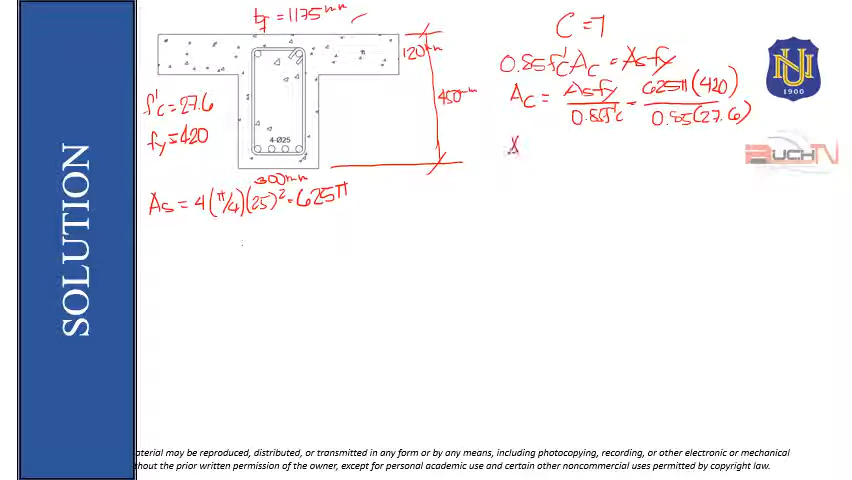 SOLUTION
bf = 1175mm
120mm
450mm
f'c = 27.6
fy = 420
4-Ø25
300mm
As = 4(π/4)(25)² = 625π
C = T
0.85f'c Ac = Asfy
Ac = Asfy / 0.85f'c = 625π(420) / 0.85(27.6)
1900
BUCHN
aterial may be reproduced, distributed, or transmitted in any form or by any means, including photocopying, recording, or other electronic or mechanical
thout the prior written permission of the owner, except for personal academic use and certain other noncommercial uses permitted by copyright law.